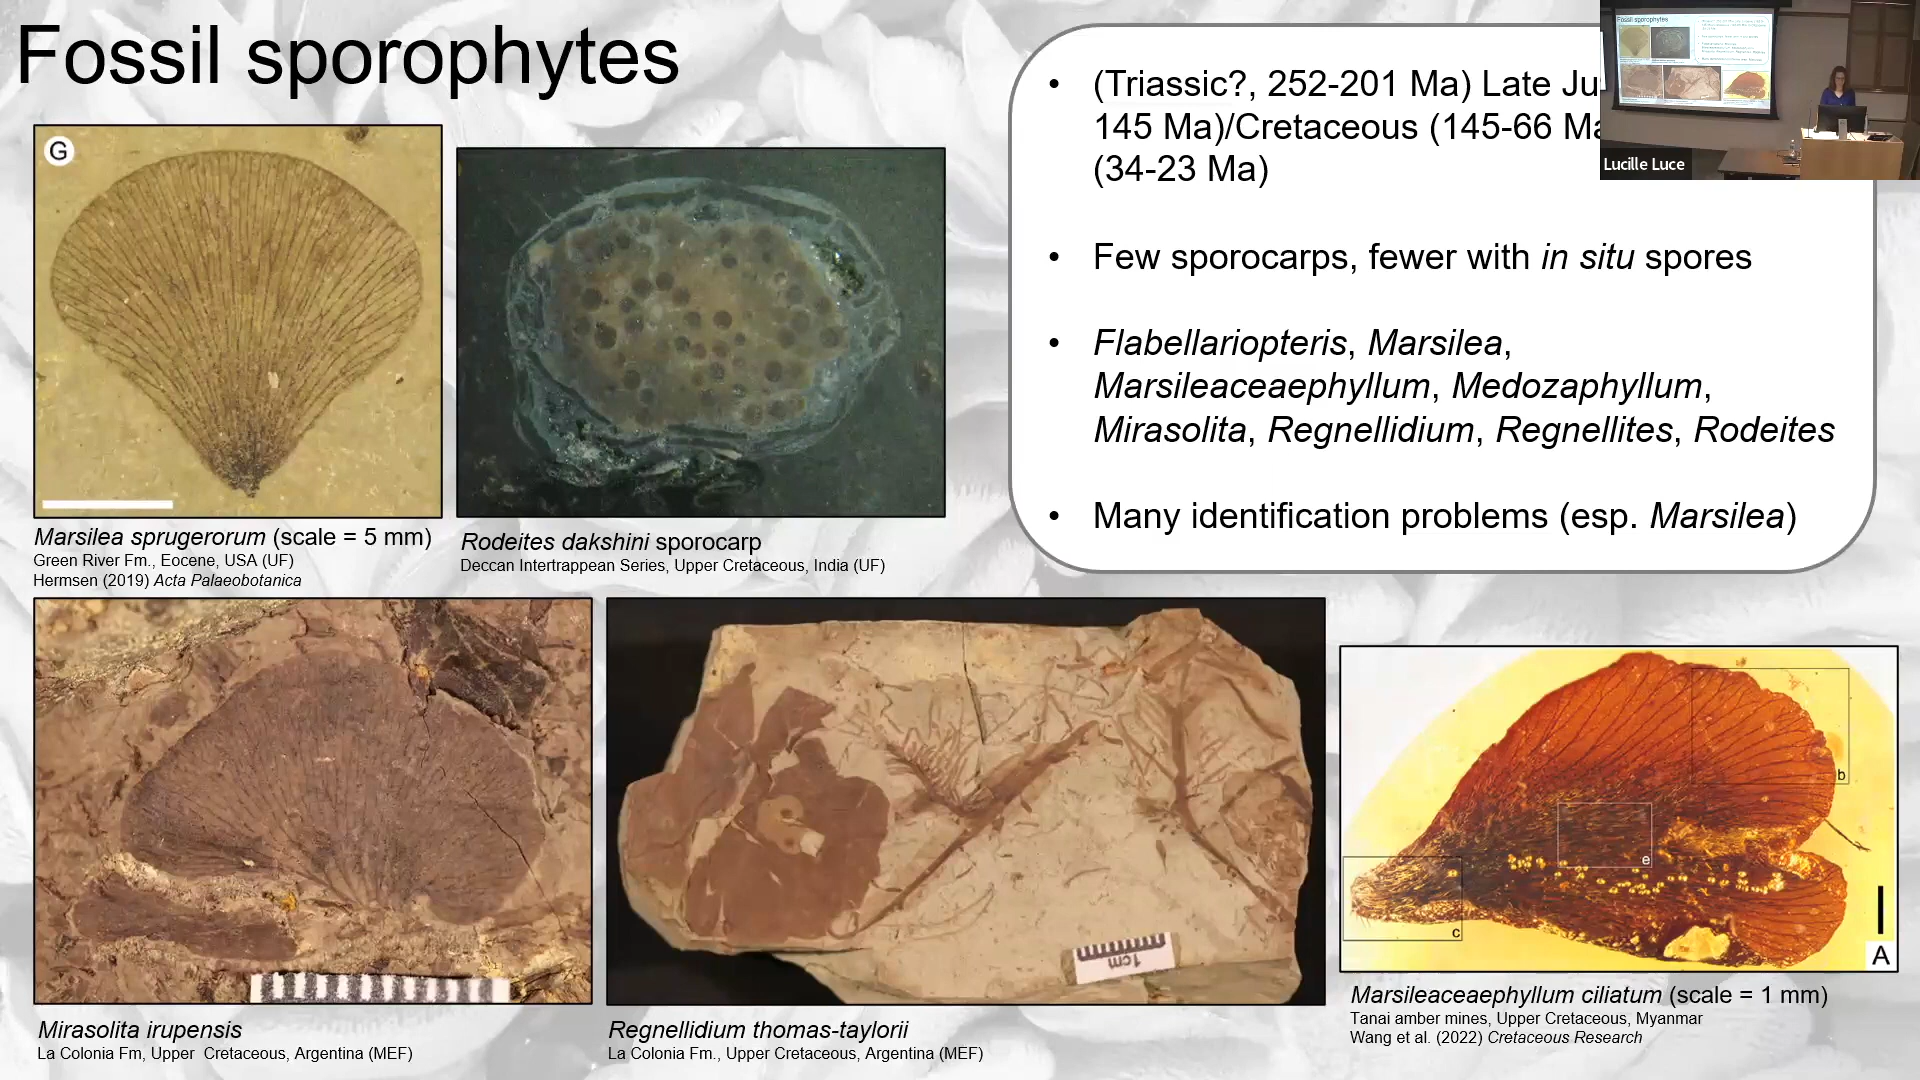 Fossil sporophytes
• (Triassic?, 252-201 Ma) Late Ju
145 Ma)/Cretaceous (145-66 Ma
(34-23 Ma)
• Few sporocarps, fewer with in situ spores
• Flabellariopteris, Marsilea,
Marsileaceaephyllum, Medozaphyllum,
Mirasolita, Regnellidium, Regnellites, Rodeites
• Many identification problems (esp. Marsilea)
Fossil sporophytes
Lucille Luce
G
Marsilea sprugerorum (scale = 5 mm)
Green River Fm., Eocene, USA (UF)
Hermsen (2019) Acta Palaeobotanica
Rodeites dakshini sporocarp
Deccan Intertrappean Series, Upper Cretaceous, India (UF)
Mirasolita irupensis
La Colonia Fm, Upper Cretaceous, Argentina (MEF)
1cm
Regnellidium thomas-taylorii
La Colonia Fm., Upper Cretaceous, Argentina (MEF)
b
e
c
A
Marsileaceaephyllum ciliatum (scale = 1 mm)
Tanai amber mines, Upper Cretaceous, Myanmar
Wang et al. (2022) Cretaceous Research